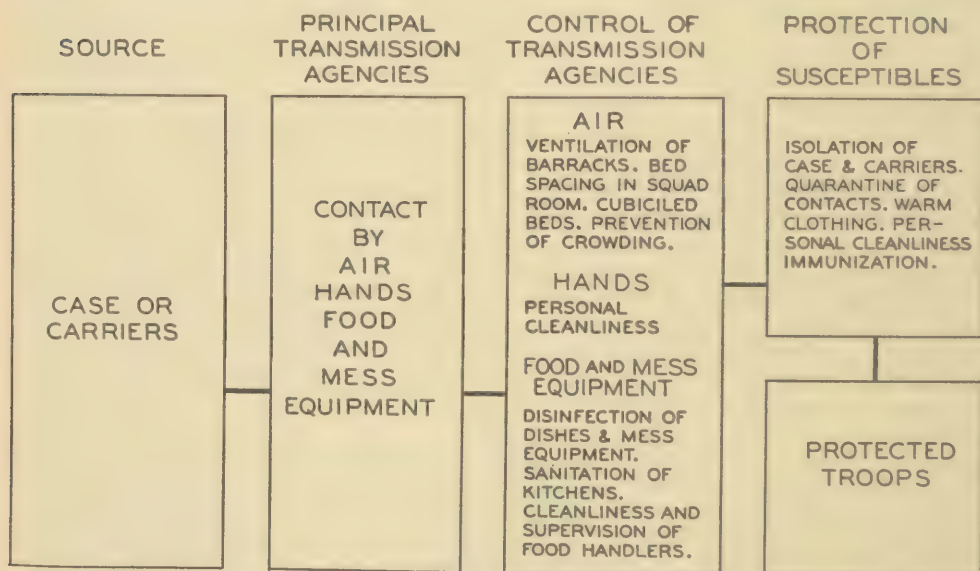 SOURCE
CASE OR
CARRIERS
PRINCIPAL
TRANSMISSION
AGENCIES
CONTACT
BY
AIR
HANDS
FOOD
AND
MESS
EQUIPMENT
CONTROL OF
TRANSMISSION
AGENCIES
AIR
VENTILATION OF
BARRACKS. BED
SPACING IN SQUAD
ROOM. CUBICILED
BEDS. PREVENTION
OF CROWDING.
HANDS
PERSONAL
CLEANLINESS
FOOD AND MESS
EQUIPMENT
DISINFECTION OF
DISHES & MESS
EQUIPMENT.
SANITATION OF
KITCHENS.
CLEANLINESS AND
SUPERVISION OF
FOOD HANDLERS.
PROTECTION
OF
SUSCEPTIBLES
ISOLATION OF
CASE & CARRIERS.
QUARANTINE OF
CONTACTS. WARM
CLOTHING. PER-
SONAL CLEANLINESS
IMMUNIZATION.
PROTECTED
TROOPS